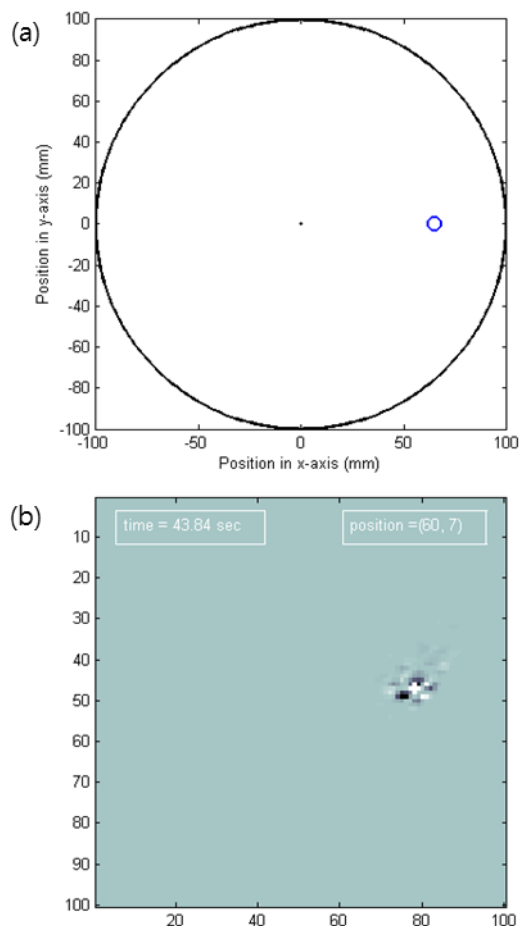 (a)
100
80
60
40
20
0
-20
-40
-60
-80
-100
Position in y-axis (mm)
-100 -50 0 50 100
Position in x-axis (mm)
(b)
time = 43.84 sec
position =(60, 7)
10
20
30
40
50
60
70
80
90
100
20 40 60 80 100